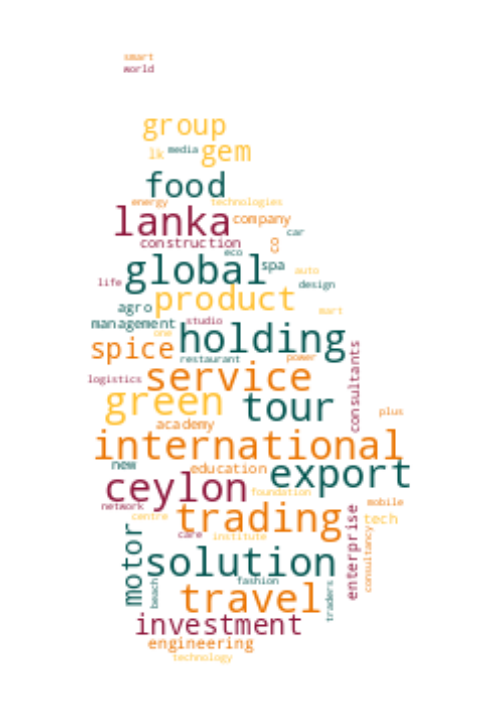 smart
world
group
lk media gem
food
energy technologies
lanka company
car
construction 8
eco
global spa
auto
life design
product
agro mart
management studio
one holding
spice restaurant power
consultants
logistics service
green tour
plus
academy
international
new education export
ceylon foundation
network mobile
centre trading tech
care institute
enterprise
consultancy
motor solution
beach fashion
travel traders
investment
engineering
technology